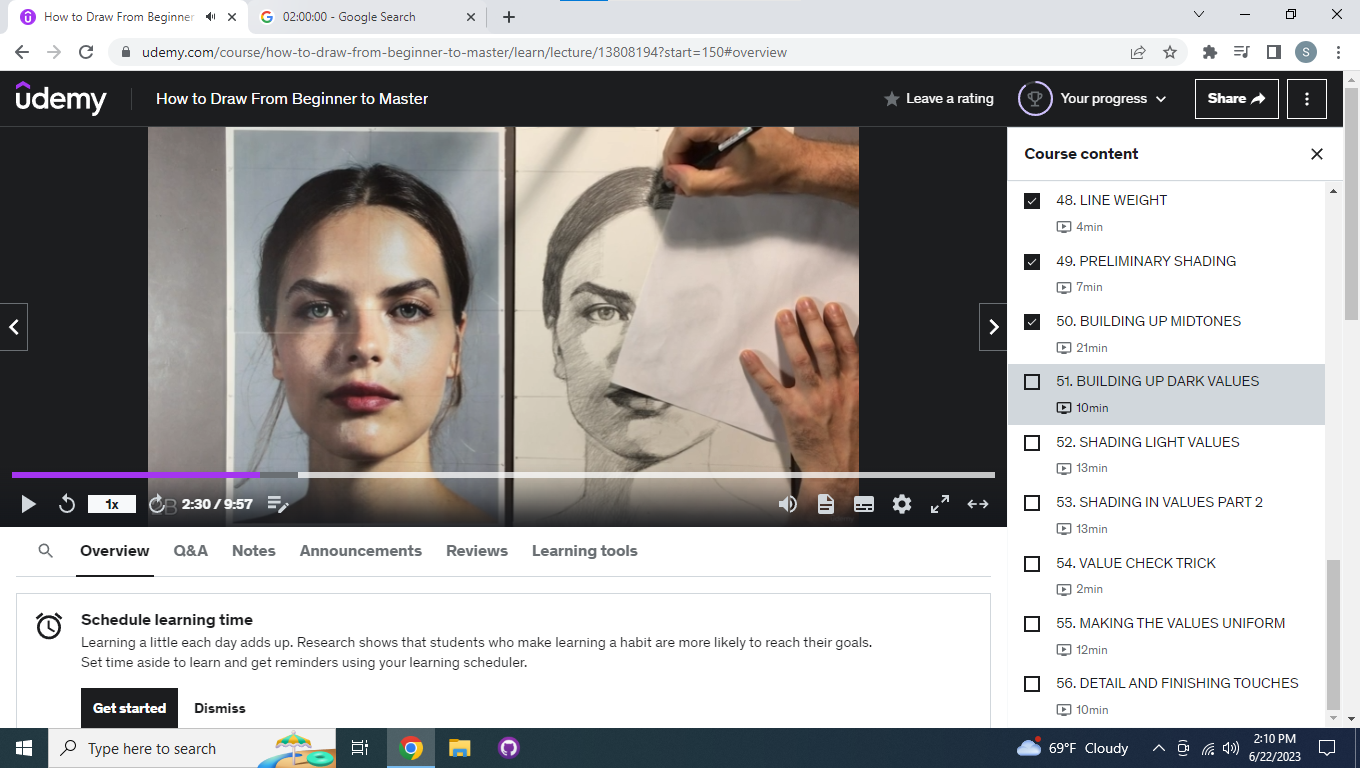 How to Draw From Beginner
02:00:00 - Google Search
udemy.com/course/how-to-draw-from-beginner-to-master/learn/lecture/13808194?start=150#overview
S
udemy
How to Draw From Beginner to Master
Leave a rating
Your progress
Share
Course content
48. LINE WEIGHT
4min
49. PRELIMINARY SHADING
7min
50. BUILDING UP MIDTONES
21min
51. BUILDING UP DARK VALUES
10min
52. SHADING LIGHT VALUES
13min
53. SHADING IN VALUES PART 2
13min
54. VALUE CHECK TRICK
2min
55. MAKING THE VALUES UNIFORM
12min
56. DETAIL AND FINISHING TOUCHES
10min
1x
2:30 / 9:57
Overview
Q&A
Notes
Announcements
Reviews
Learning tools
Schedule learning time
Learning a little each day adds up. Research shows that students who make learning a habit are more likely to reach their goals.
Set time aside to learn and get reminders using your learning scheduler.
Get started
Dismiss
Type here to search
69°F Cloudy
2:10 PM
6/22/2023